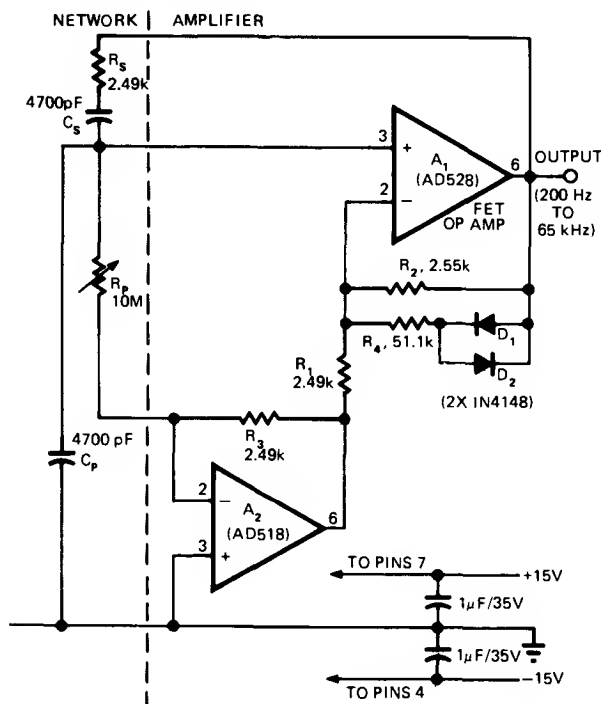 NETWORK AMPLIFIER
R_S
2.49k
4700pF
C_S
3
+
A_1
(AD528)
6
2
−
FET
OP AMP
OUTPUT
(200 Hz
TO
65 kHz)
R_2, 2.55k
R_P
10M
R_4, 51.1k
D_1
D_2
(2X IN4148)
R_1
2.49k
R_3
2.49k
4700 pF
C_P
2
−
A_2
(AD518)
6
3
+
TO PINS 7
+15V
1μF/35V
1μF/35V
TO PINS 4
−15V